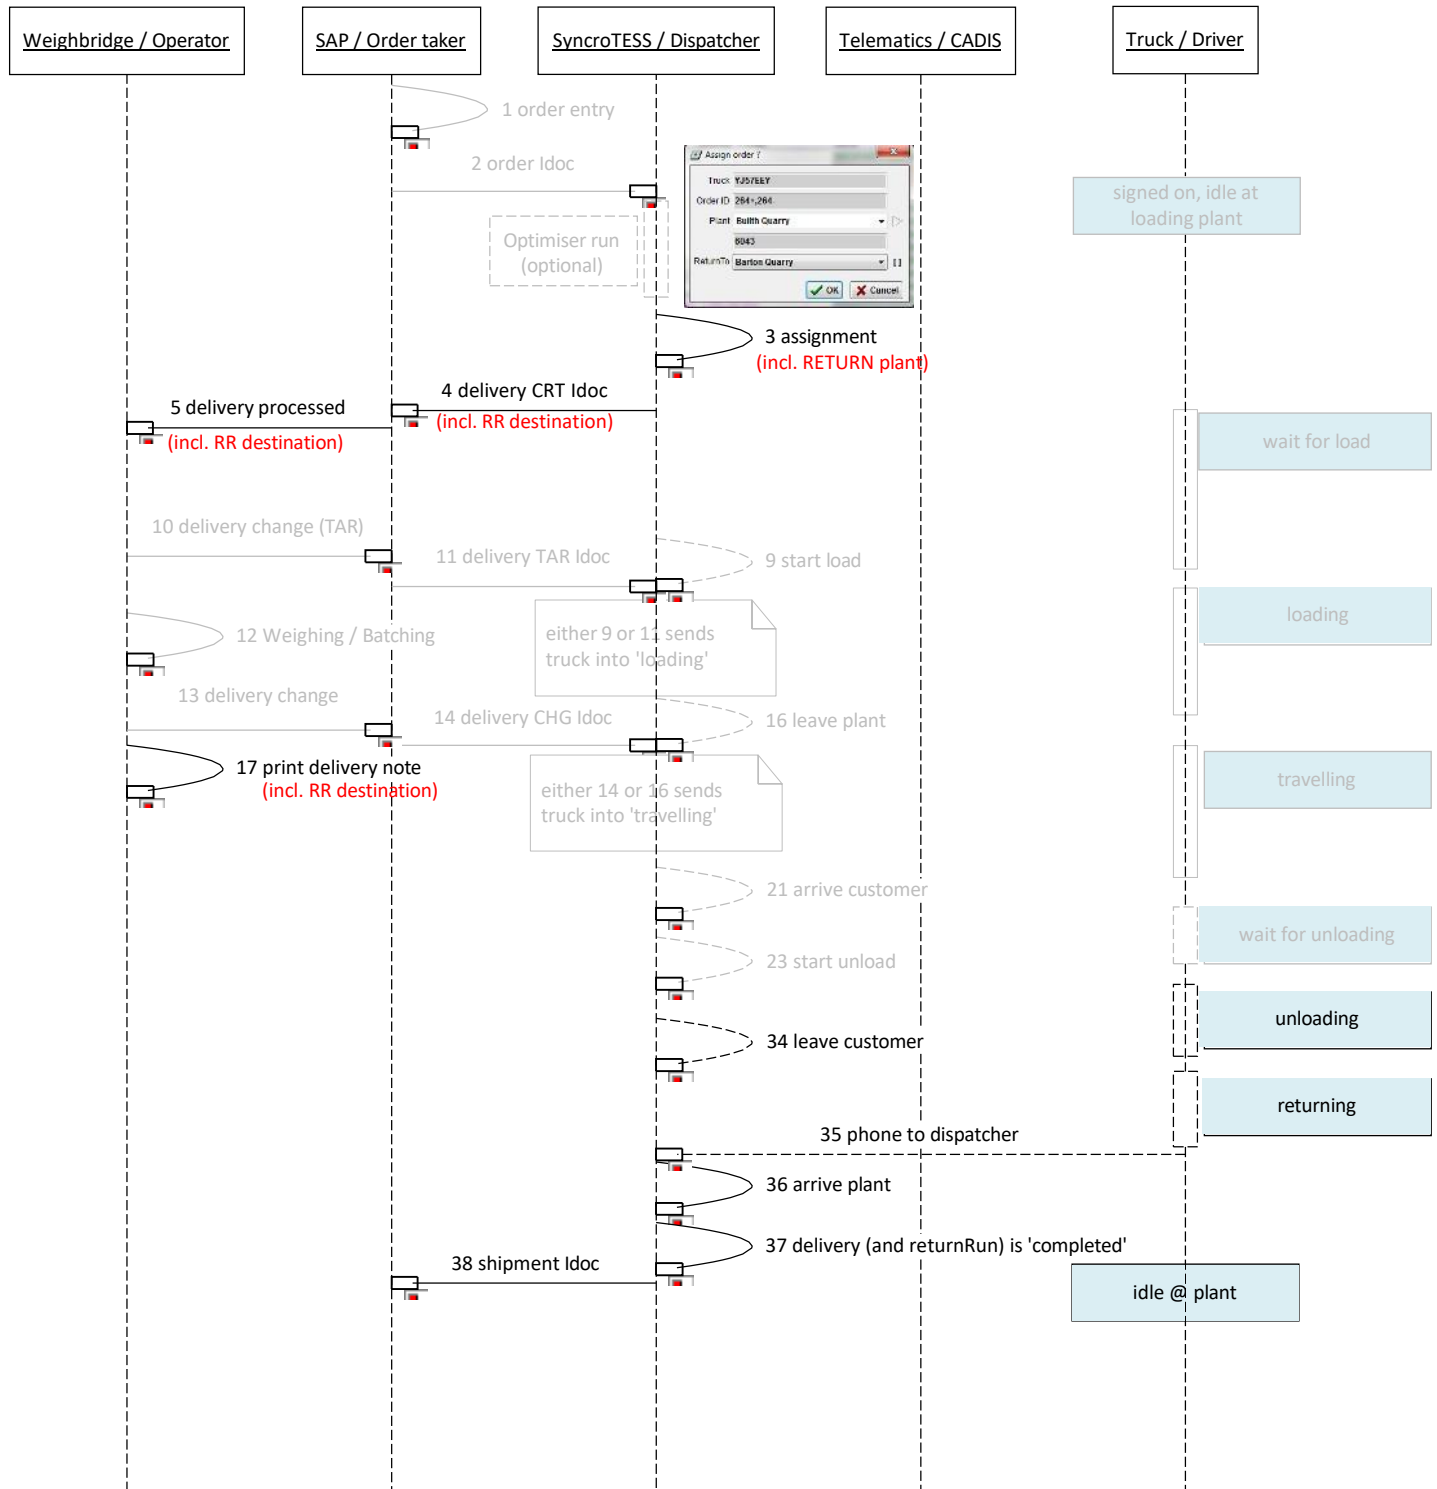 Weighbridge / Operator
SAP / Order taker
SyncroTESS / Dispatcher
Telematics / CADIS
Truck / Driver
1 order entry
2 order Idoc
Assign order ?
Truck YJ57EEY
Order ID
Plant Builth Quarry
6043
ReturnTo Barton Quarry
OK Cancel
signed on, idle at
loading plant
Optimiser run
(optional)
3 assignment
(incl. RETURN plant)
4 delivery CRT Idoc
(incl. RR destination)
5 delivery processed
(incl. RR destination)
wait for load
10 delivery change (TAR)
11 delivery TAR Idoc
9 start load
either 9 or 11 sends
truck into 'loading'
loading
12 Weighing / Batching
13 delivery change
14 delivery CHG Idoc
16 leave plant
17 print delivery note
(incl. RR destination)
either 14 or 16 sends
truck into 'travelling'
travelling
21 arrive customer
wait for unloading
23 start unload
unloading
34 leave customer
returning
35 phone to dispatcher
36 arrive plant
37 delivery (and returnRun) is 'completed'
38 shipment Idoc
idle @ plant